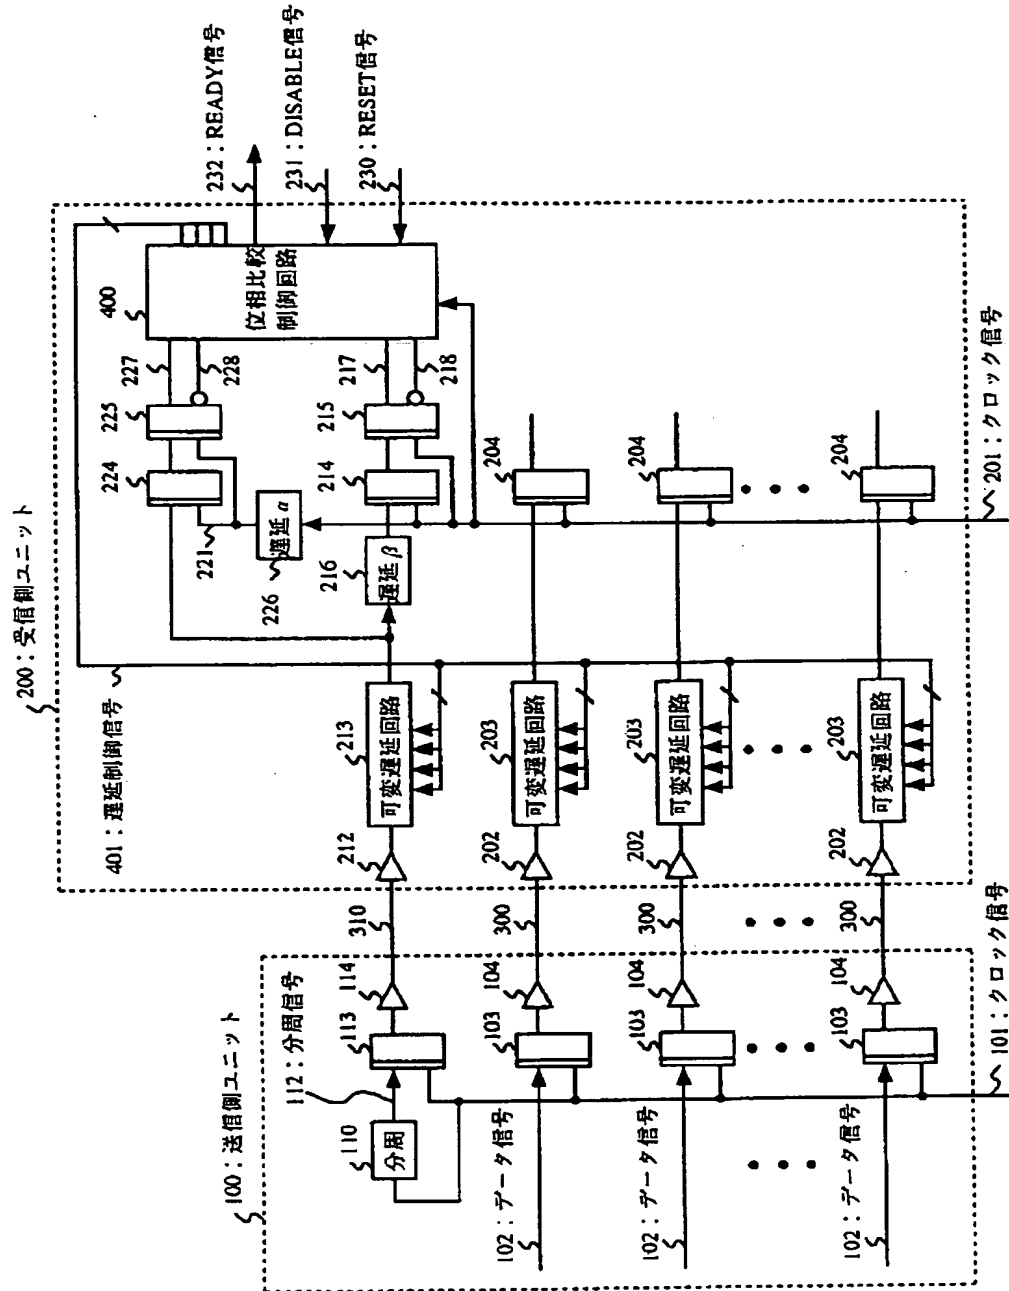 100：送信側ユニット
112：分周信号
110
分周
113
114
310
102：データ信号
103
104
300
102：データ信号
103
104
300
102：データ信号
103
104
300
101：クロック信号
200：受信側ユニット
401：遅延制御信号
212
213
可変遅延回路
202
203
可変遅延回路
202
203
可変遅延回路
202
203
可変遅延回路
216
遅延β
226
遅延α
221
224
225
227
228
214
215
217
218
204
204
204
400
位相比較
制御回路
232：READY信号
231：DISABLE信号
230：RESET信号
201：クロック信号